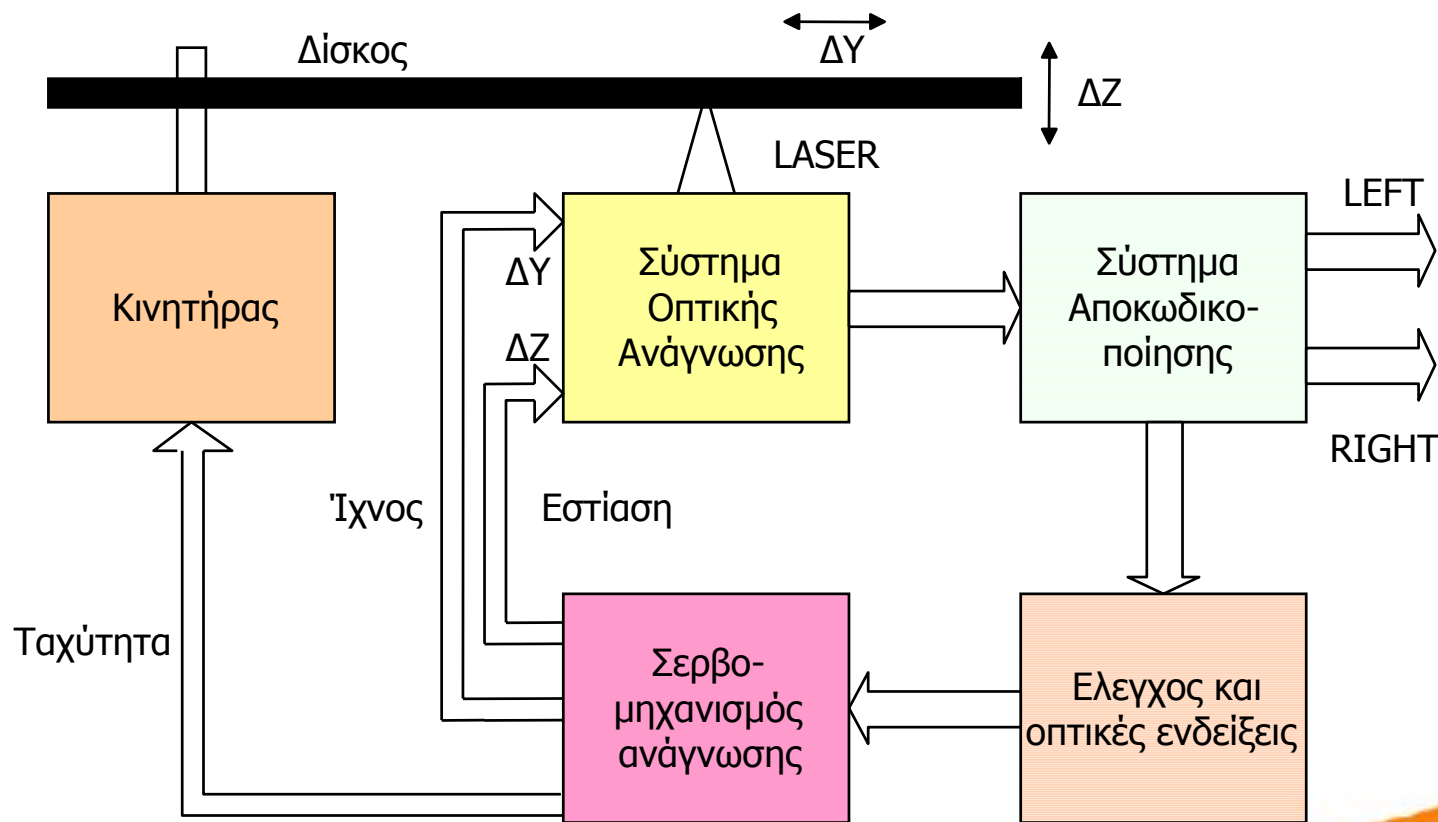 Δίσκος
ΔΥ
ΔΖ
LASER
LEFT
Κινητήρας
ΔΥ
ΔΖ
Σύστημα
Οπτικής
Ανάγνωσης
Σύστημα
Αποκωδικο-
ποίησης
RIGHT
Ίχνος
Εστίαση
Ταχύτητα
Σερβο-
μηχανισμός
ανάγνωσης
Ελεγχος και
οπτικές ενδείξεις